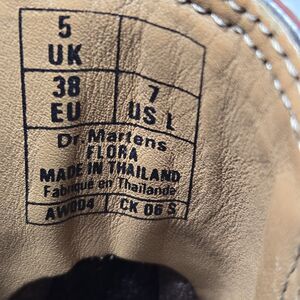 5
UK
38 7
EU US L
Dr. Martens
FLORA
MADE IN THAILAND
Fabriqué en Thaïlande
AW004 CK 06 S